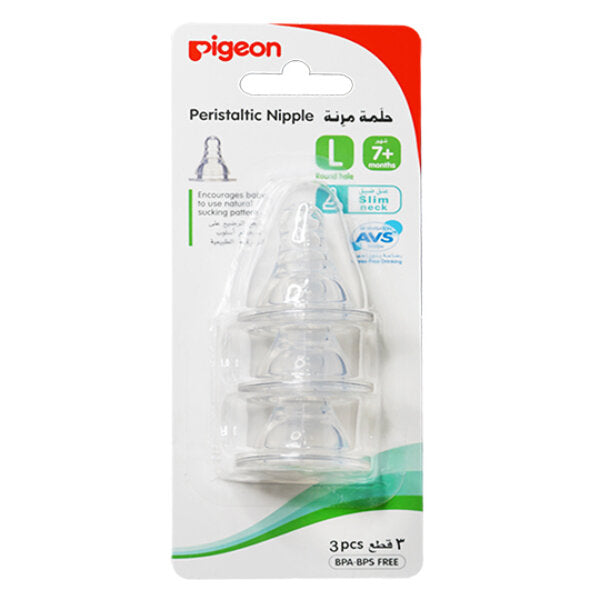 pigeon
Peristaltic Nipple حلمة مرنة
L
Round hole
شهر
7+
months
Encourages baby
to use natural
sucking pattern
Slim
neck
AVS
3 pcs ٣ قطع
BPA·BPS FREE